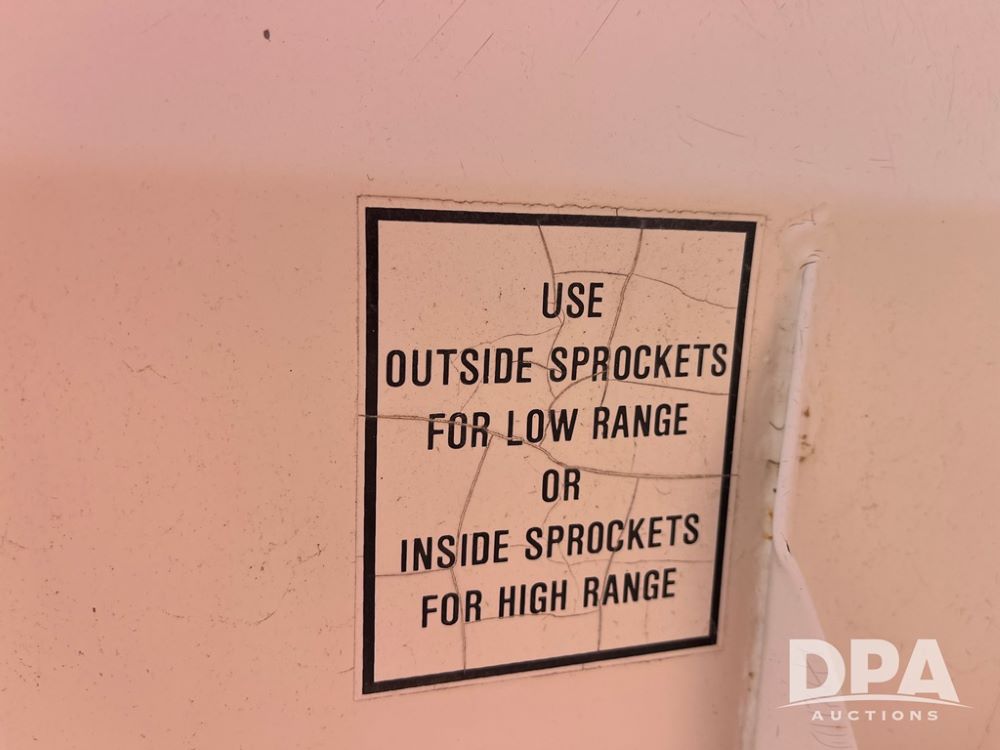 USE
OUTSIDE SPROCKETS
FOR LOW RANGE
OR
INSIDE SPROCKETS
FOR HIGH RANGE
DPA
AUCTIONS